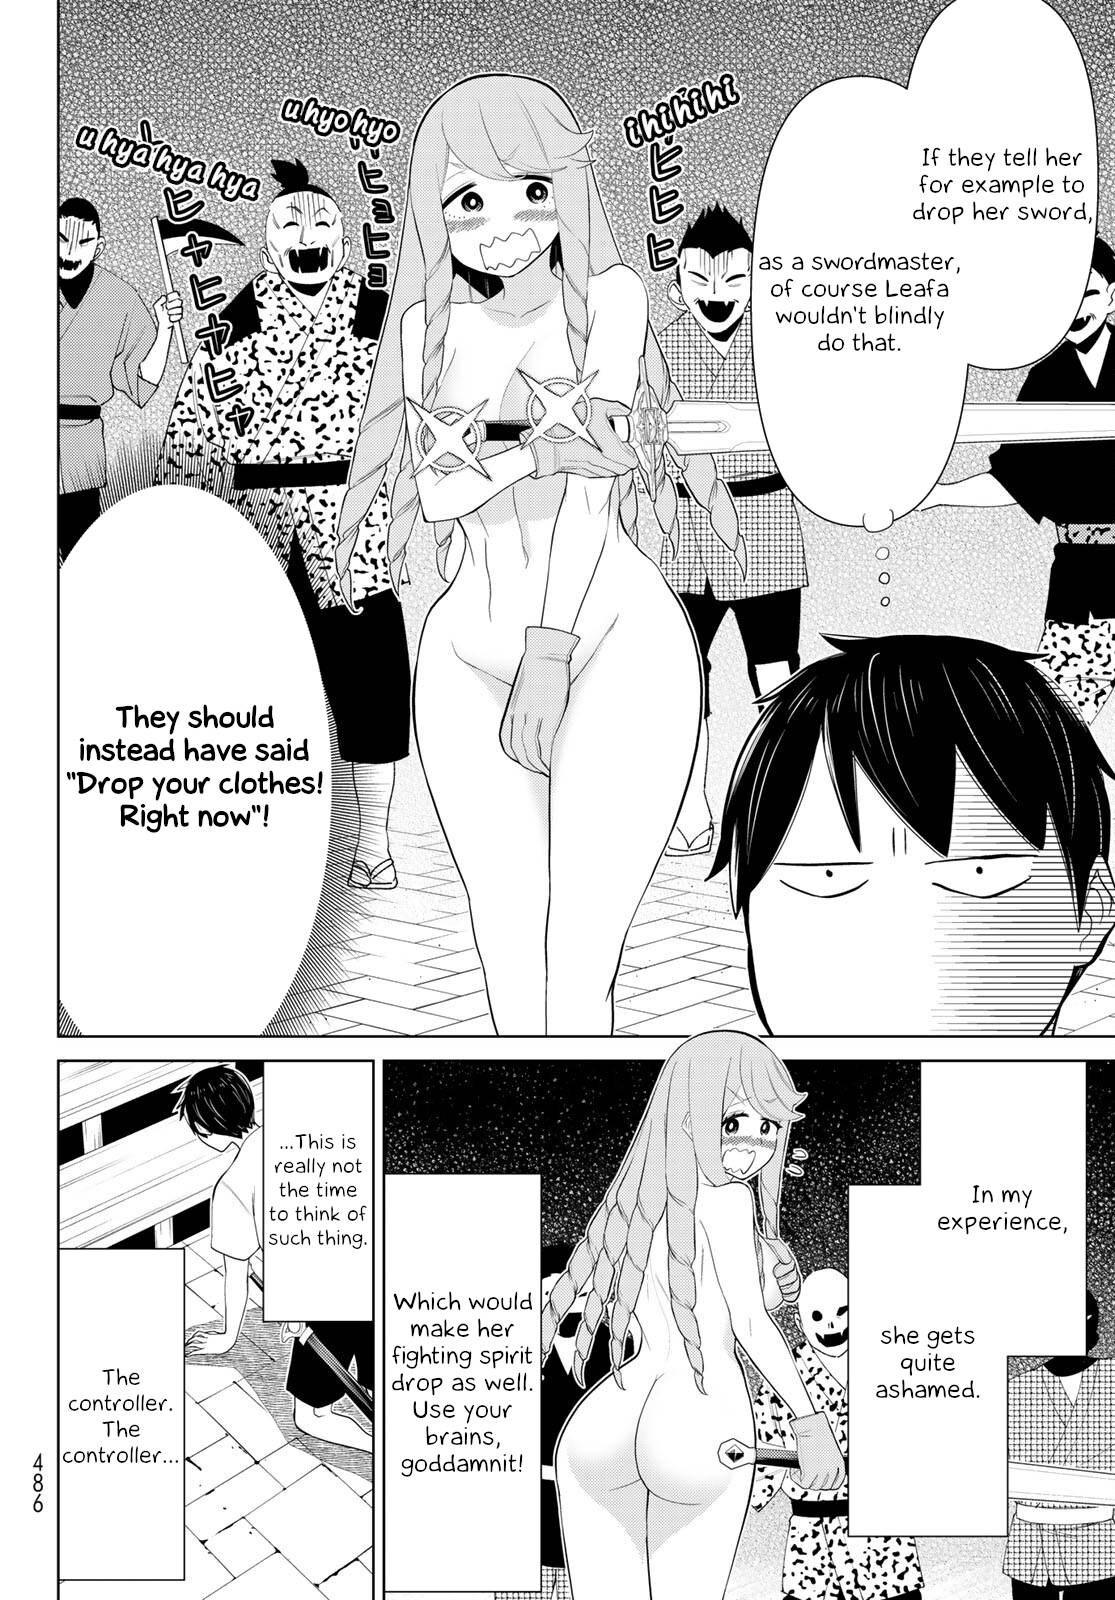 If they tell her
for example to
drop her sword,
as a swordmaster,
of course Leafa
wouldn't blindly
do that.
ihihihi
ヒヒヒヒ
u hyo hyo
ヒョヒョ
u hya hya hya
ヒャヒャヒャ
They should
instead have said
"Drop your clothes!
Right now"!
In my
experience,
she gets
quite
ashamed.
Which would
make her
fighting spirit
drop as well.
Use your
brains,
goddamnit!
...This is
really not
the time
to think of
such thing.
The
controller.
The
controller...
486